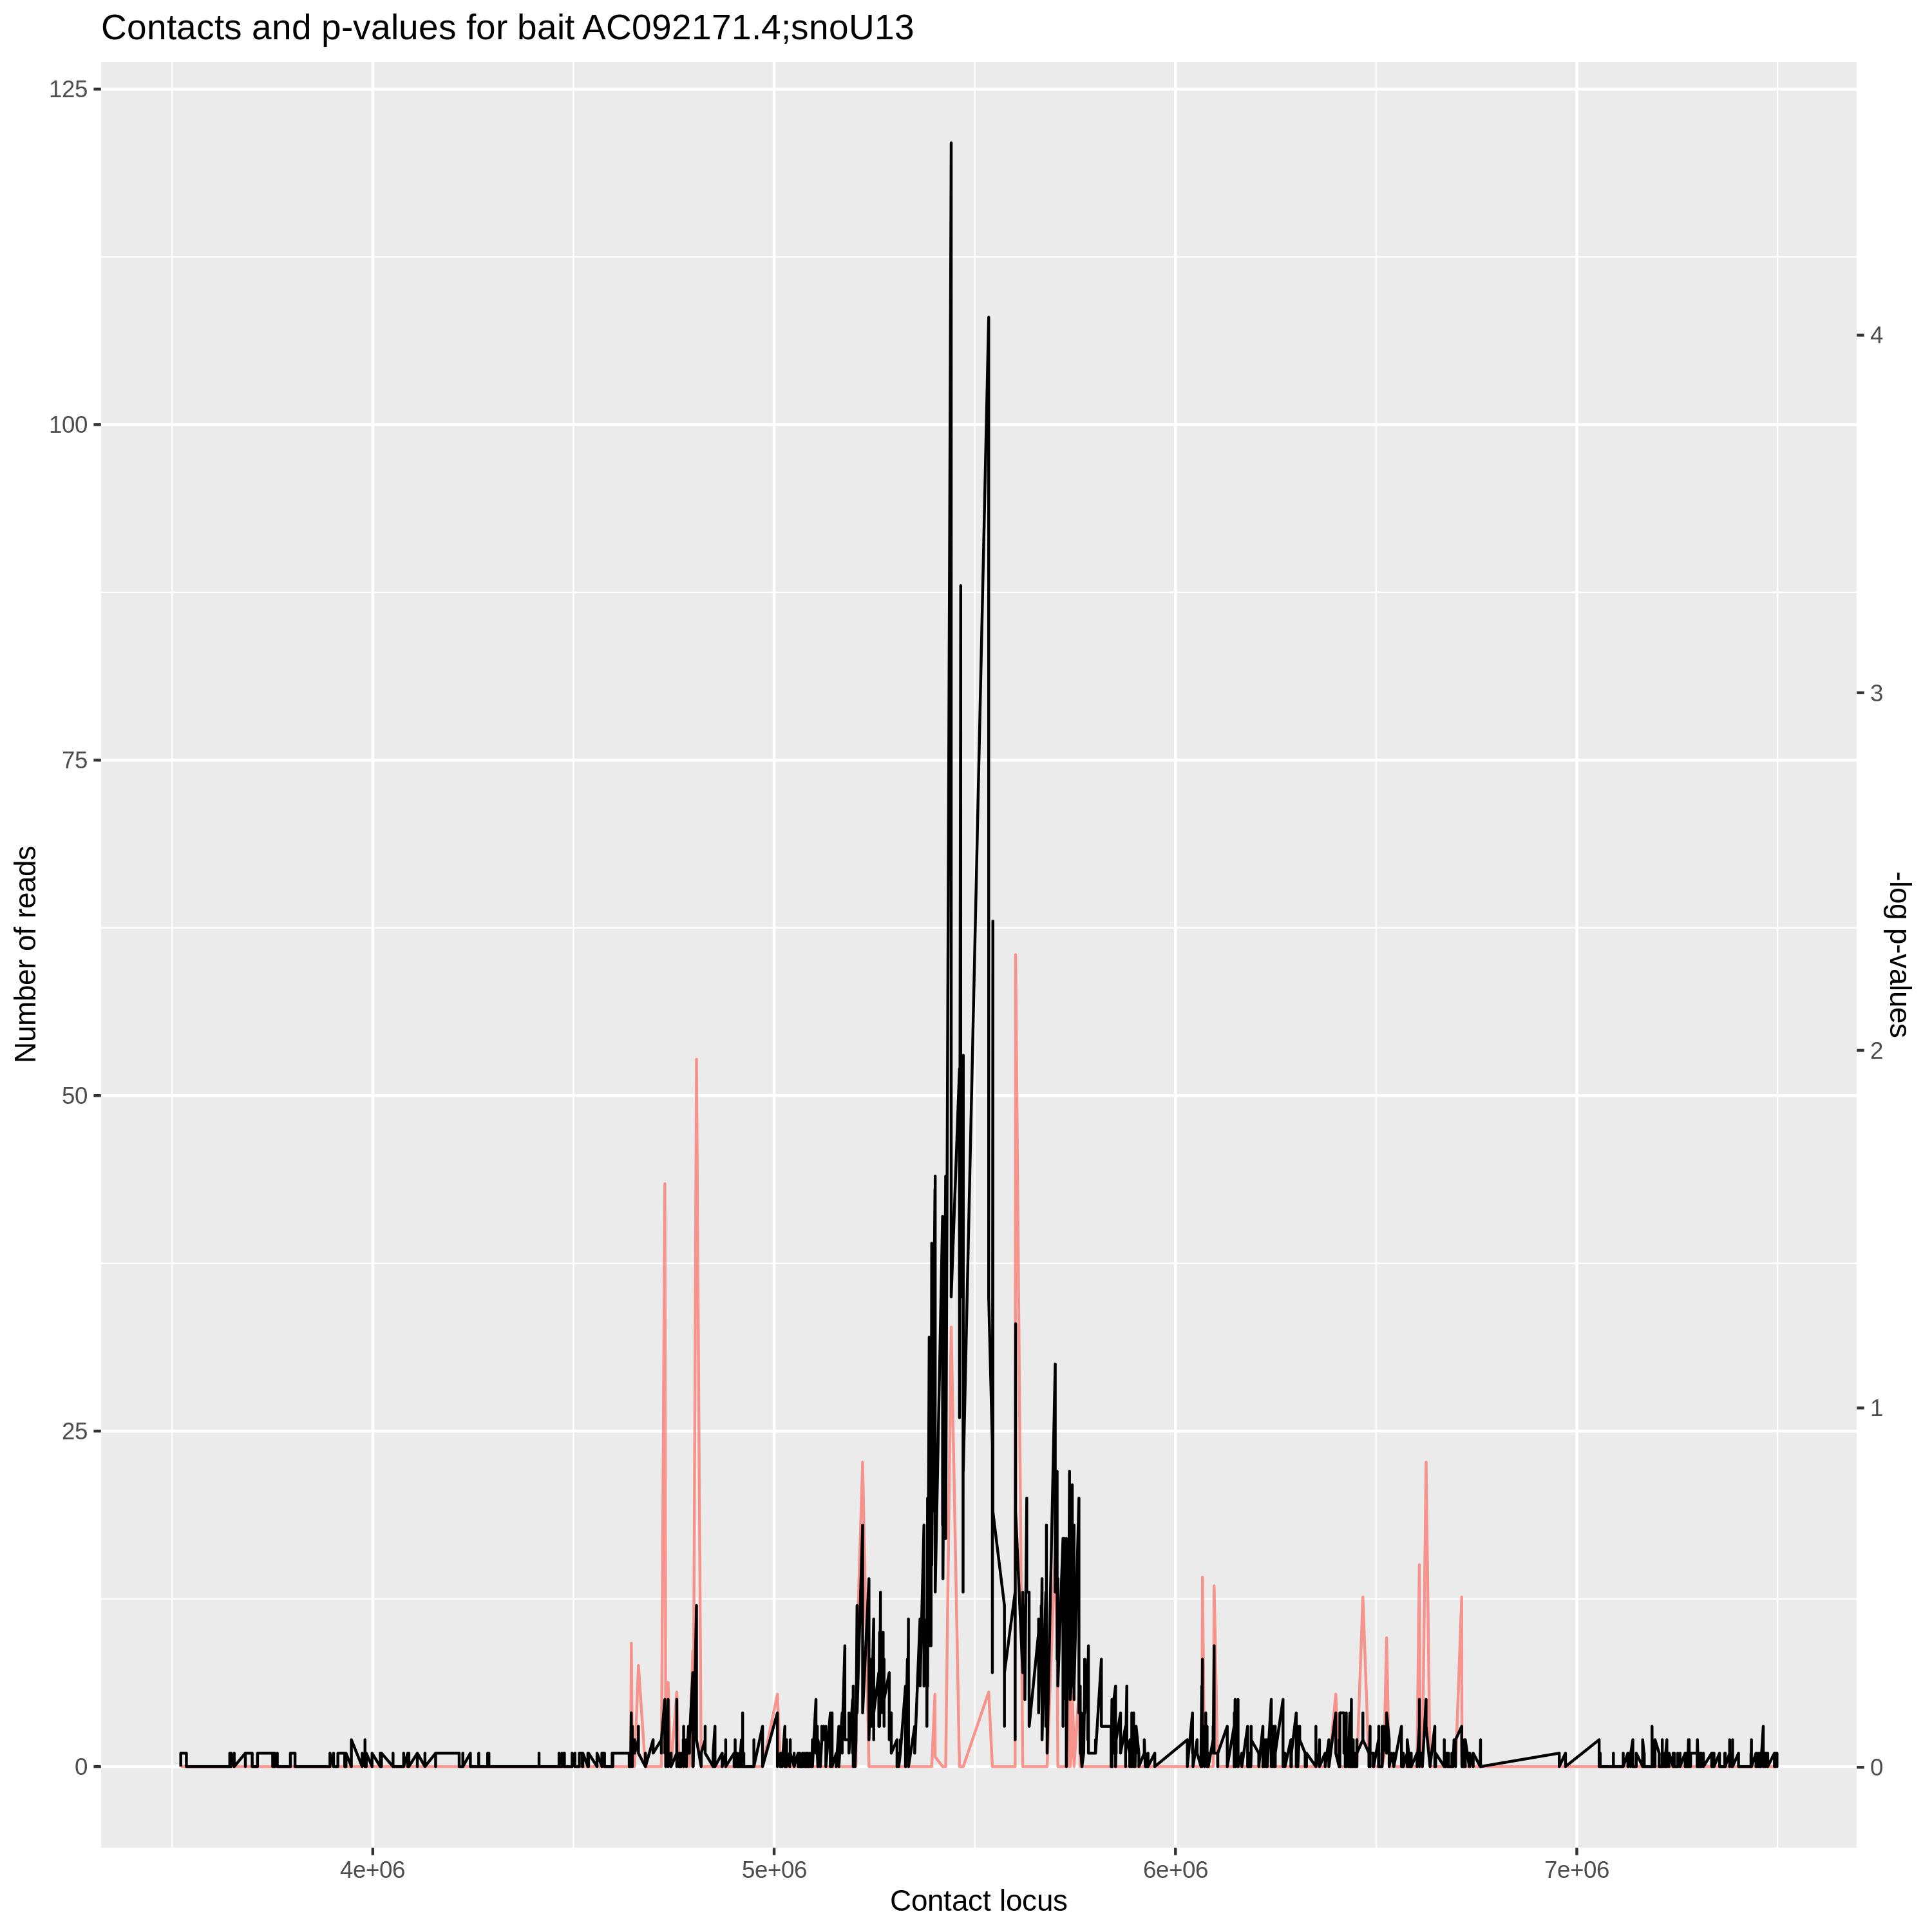 Contacts and p-values for bait AC092171.4;snoU13
125
100
75
50
25
0
Number of reads
4
3
2
1
0
-log p-values
4e+06
5e+06
6e+06
7e+06
Contact locus